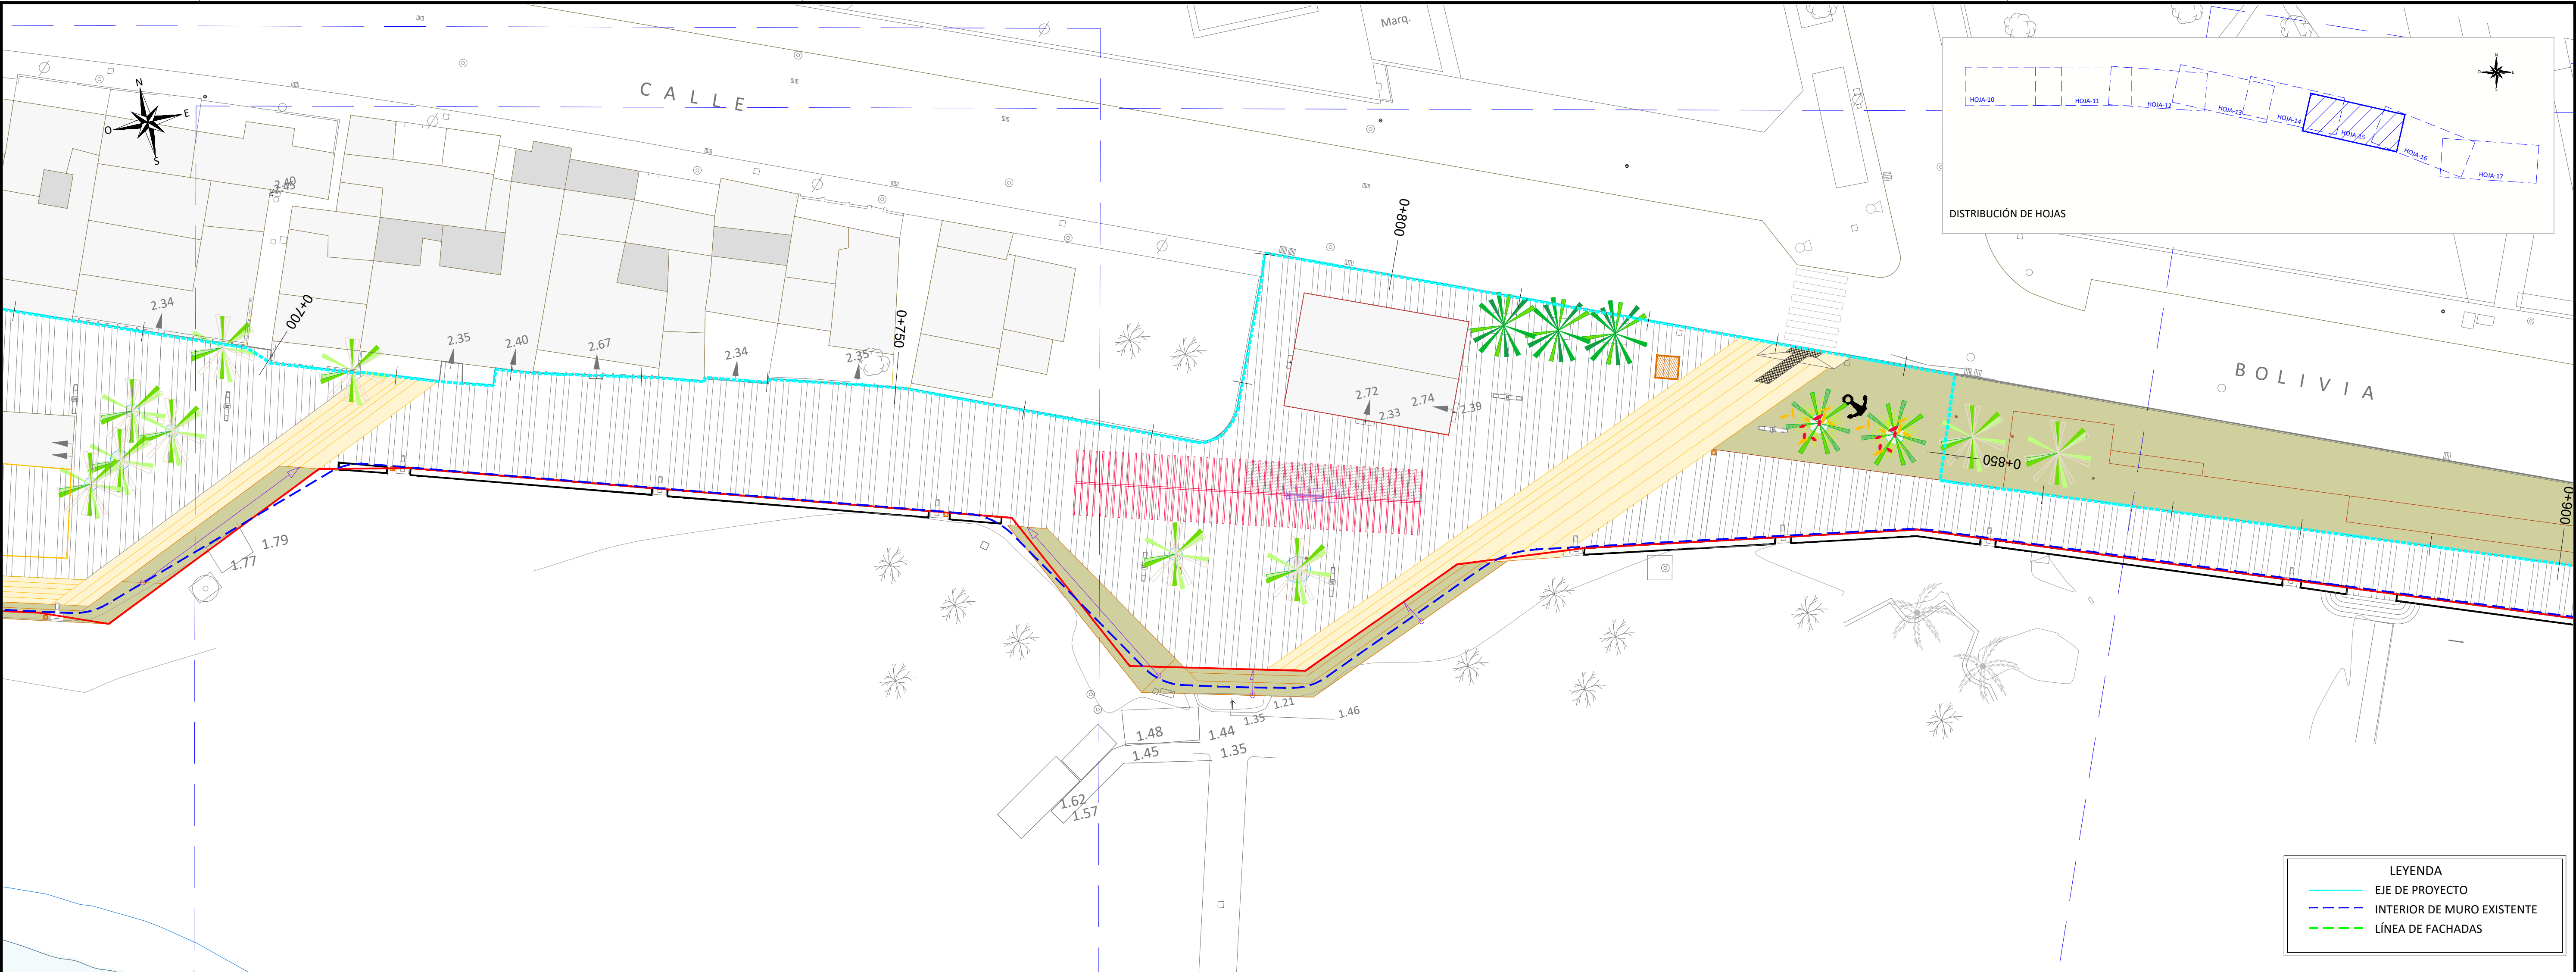 Marq.
CALLE
N
E
O
S
HOJA-10
HOJA-11
HOJA-12
HOJA-13
HOJA-14
HOJA-15
HOJA-16
HOJA-17
DISTRIBUCIÓN DE HOJAS
2.40
2.45
0+800
2.34
0+700
2.35
2.40
2.67
2.34
2.35
0+750
2.72
2.33
2.74
2.39
BOLIVIA
0+850
0+900
1.79
1.77
1.21
1.35
1.46
1.48
1.44
1.45
1.35
1.62
1.57
LEYENDA
EJE DE PROYECTO
INTERIOR DE MURO EXISTENTE
LÍNEA DE FACHADAS